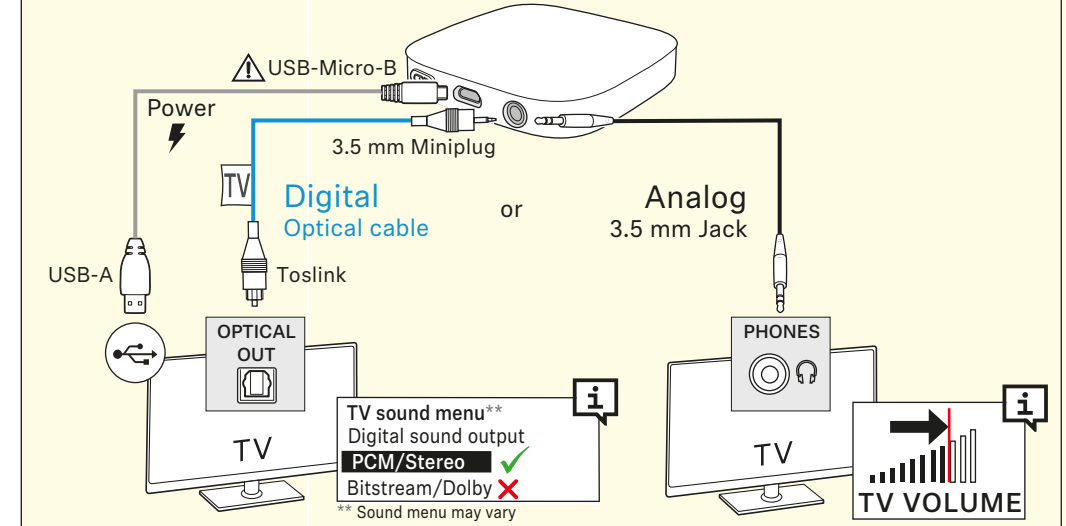 USB-Micro-B
Power
3.5 mm Miniplug
TV
Digital
Optical cable
or
Analog
3.5 mm Jack
USB-A
Toslink
OPTICAL
OUT
PHONES
TV
TV sound menu**
Digital sound output
PCM/Stereo
Bitstream/Dolby
** Sound menu may vary
TV
TV VOLUME